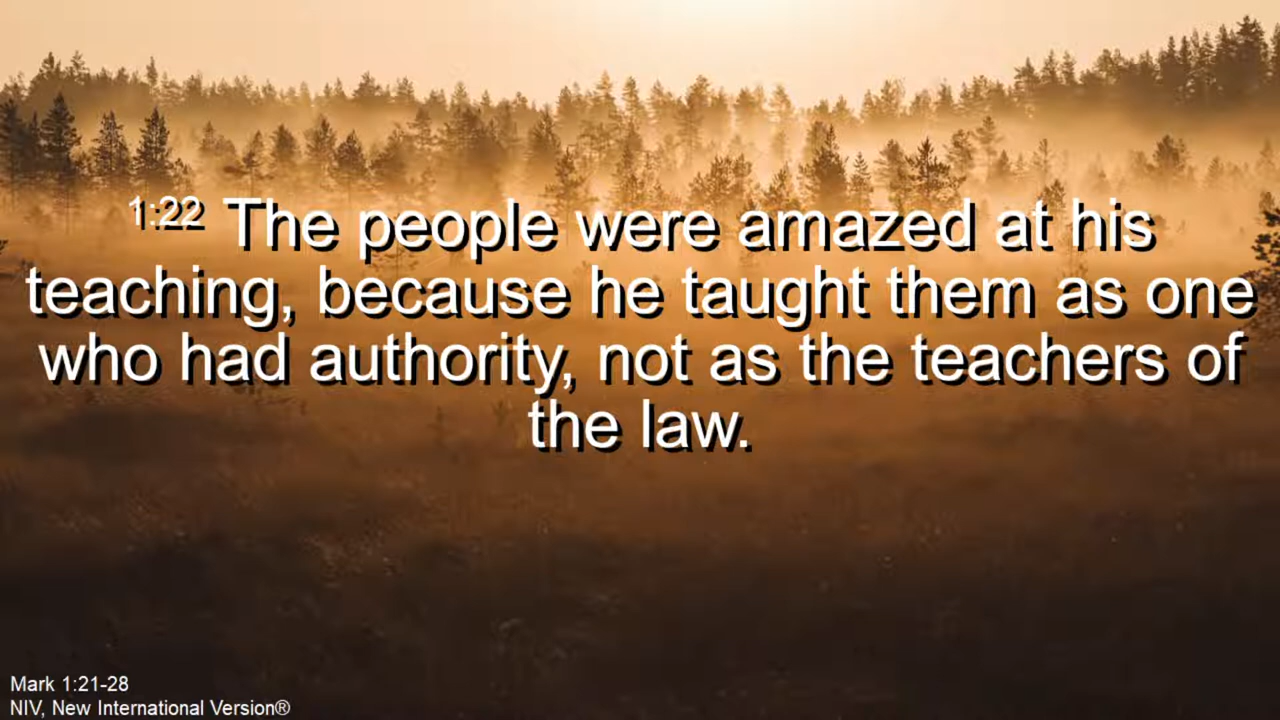 1:22 The people were amazed at his
teaching, because he taught them as one
who had authority, not as the teachers of
the law.
Mark 1:21-28
NIV, New International Version®